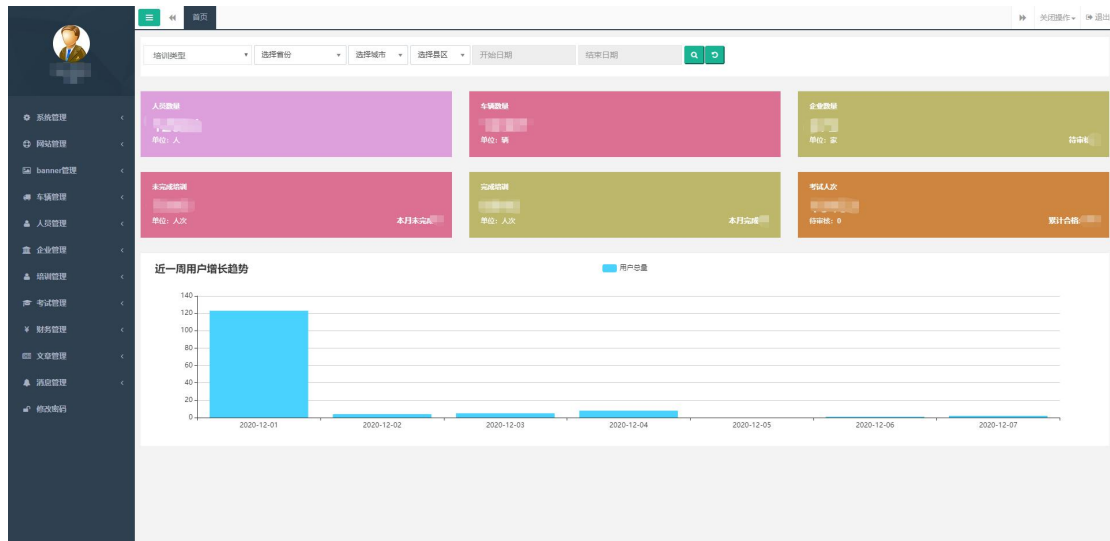 首页
关闭操作
退出
培训类型
选择省份
选择城市
选择县区
开始日期
结束日期
系统管理
网站管理
banner管理
车辆管理
人员管理
企业管理
培训管理
考试管理
财务管理
文章管理
消息管理
修改密码
人员数量
单位：人
车辆数量
单位：辆
企业数量
单位：家
待审核
未完成培训
单位：人次
本月未完成
完成培训
单位：人次
本月完成
考试人次
待审核：0
累计合格:
近一周用户增长趋势
用户总量
140
120
100
80
60
40
20
0
2020-12-01
2020-12-02
2020-12-03
2020-12-04
2020-12-05
2020-12-06
2020-12-07